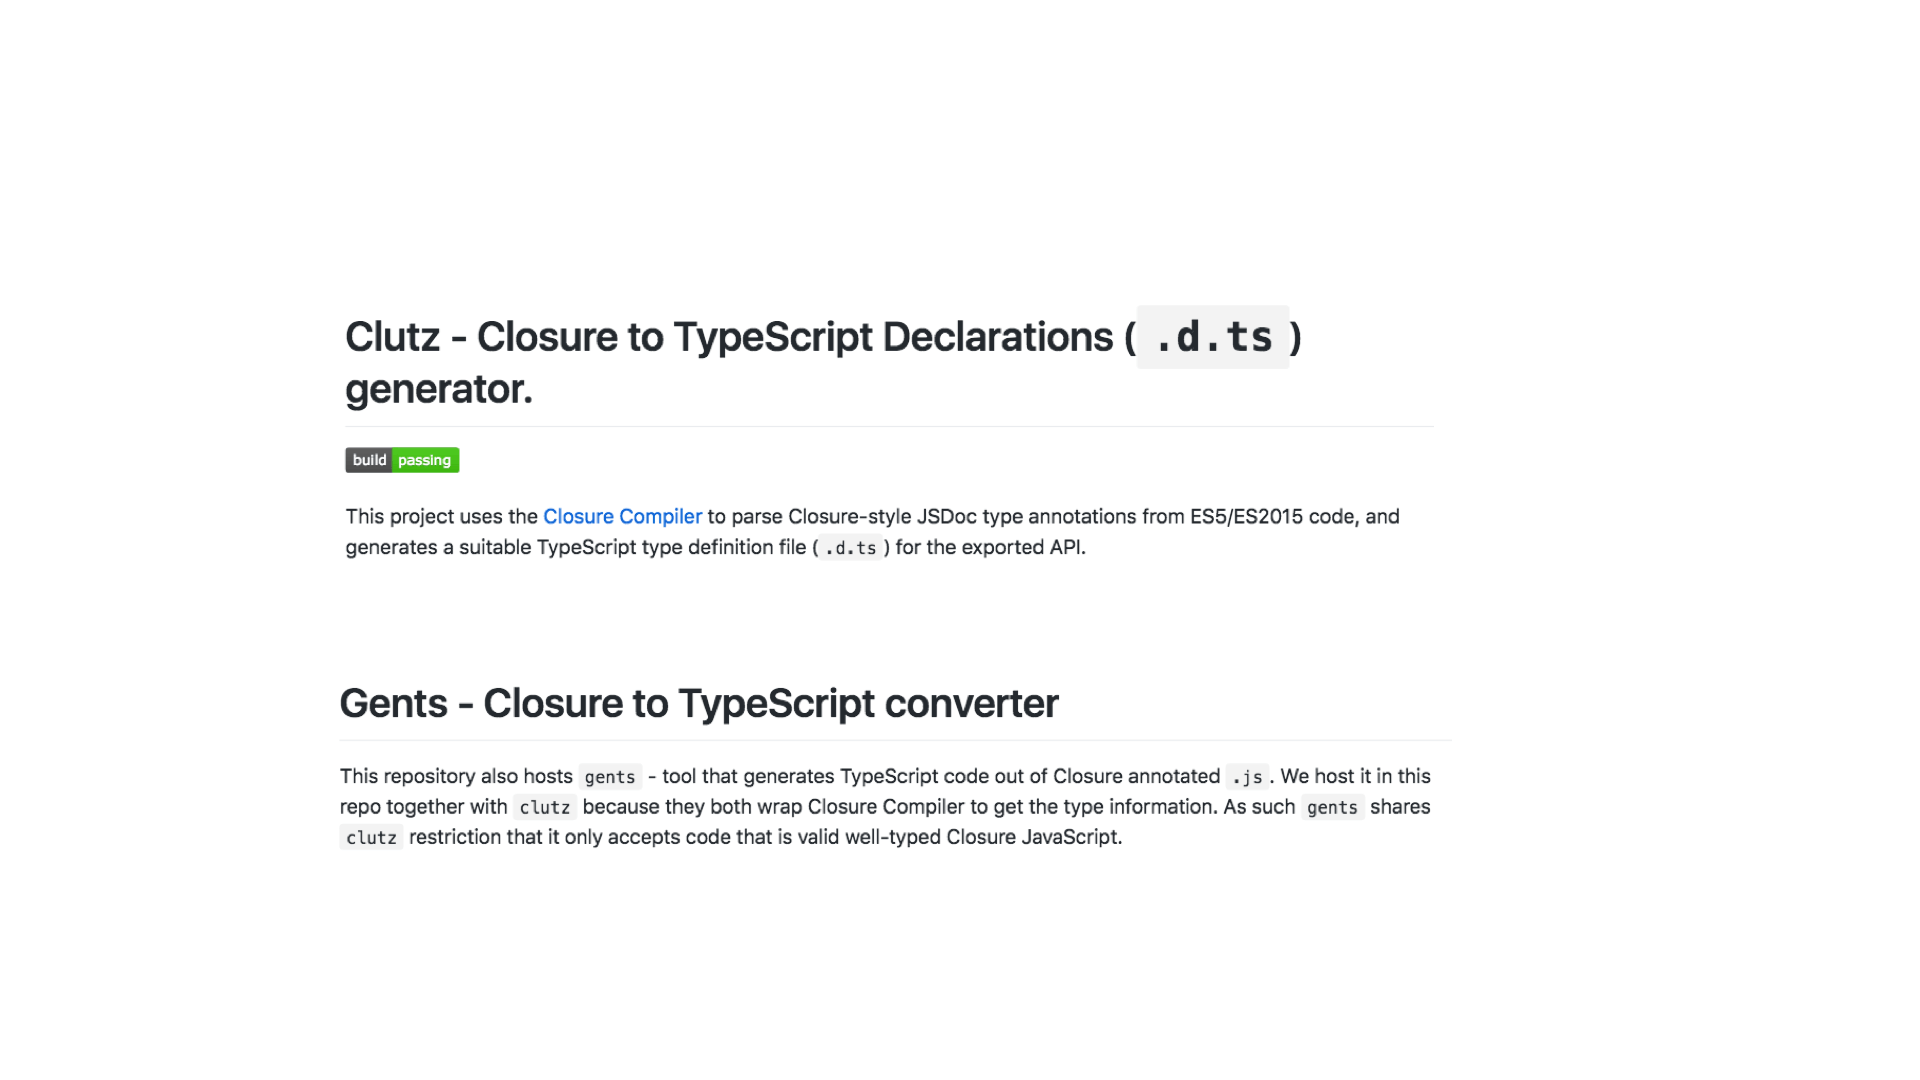 Clutz - Closure to TypeScript Declarations ( .d.ts )
generator.
build passing
This project uses the Closure Compiler to parse Closure-style JSDoc type annotations from ES5/ES2015 code, and
generates a suitable TypeScript type definition file ( .d.ts ) for the exported API.
Gents - Closure to TypeScript converter
This repository also hosts gents - tool that generates TypeScript code out of Closure annotated .js . We host it in this
repo together with clutz because they both wrap Closure Compiler to get the type information. As such gents shares
clutz restriction that it only accepts code that is valid well-typed Closure JavaScript.